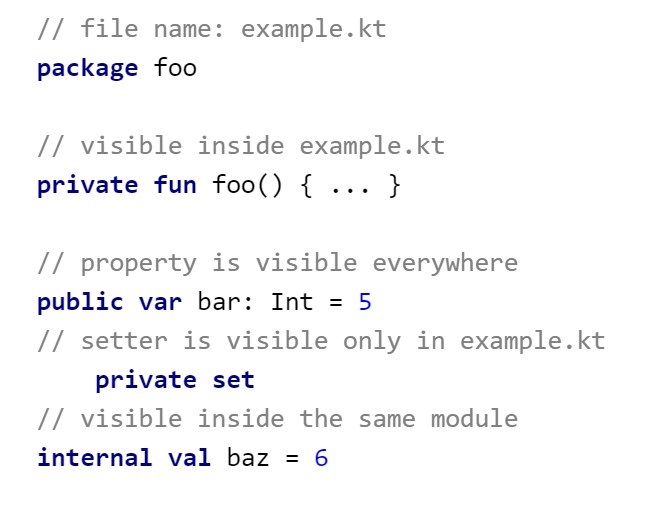 // file name: example.kt
package foo
// visible inside example.kt
private fun foo() { ... }
// property is visible everywhere
public var bar: Int = 5
// setter is visible only in example.kt
private set
// visible inside the same module
internal val baz = 6